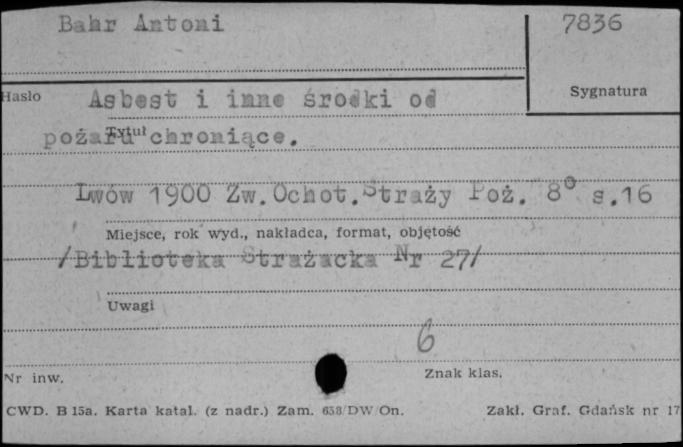 Bahr Antoni
7836
Hasło
Sygnatura
Asbest i inne środki od
Tytuł
pożaru chroniące.
Lwów 1900 Zw.Ochot.Straży Poż. 8° s.16
Miejsce, rok wyd., nakładca, format, objętość
/Biblioteka Strażacka Nr 27/
Uwagi
6
Nr inw.
Znak klas.
CWD. B 15a. Karta katal. (z nadr.) Zam. 658/DW/On.
Zakł. Graf. Gdańsk nr 17